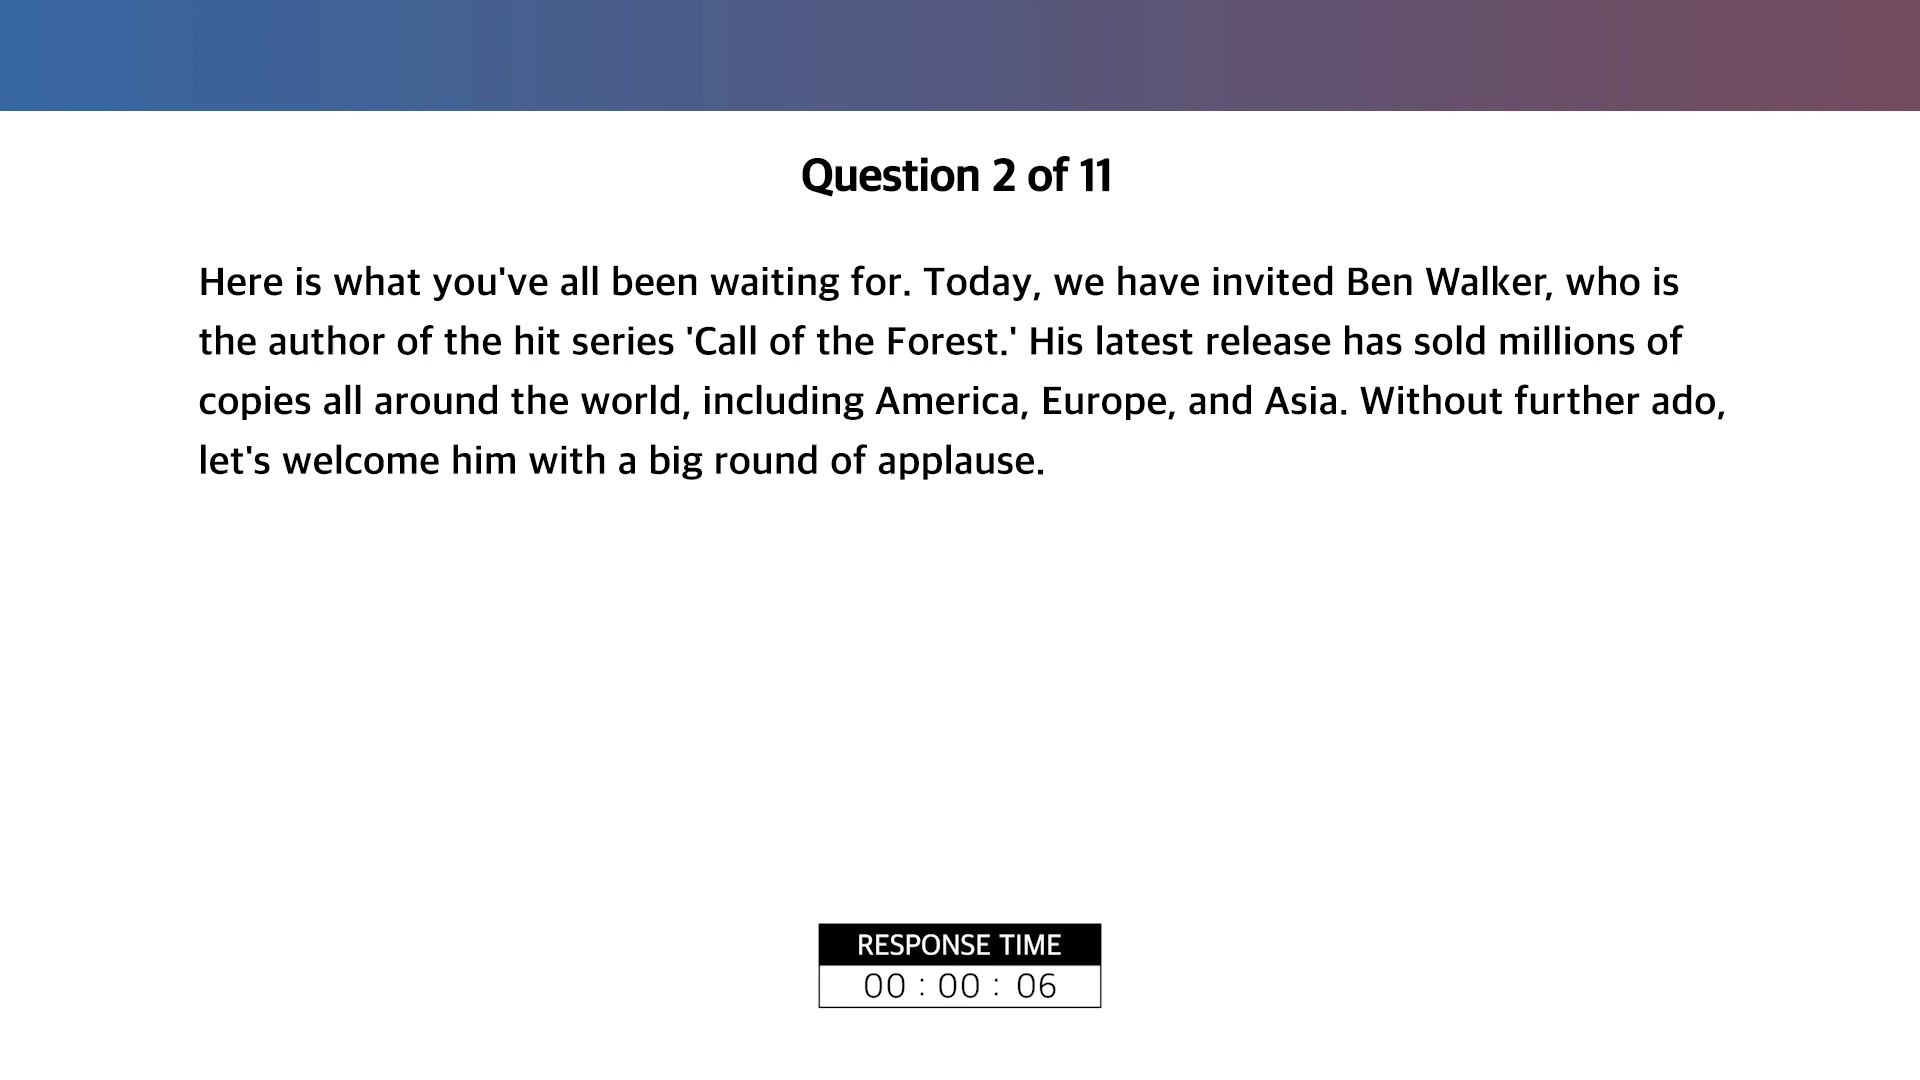 Question 2 of 11
Here is what you've all been waiting for. Today, we have invited Ben Walker, who is
the author of the hit series 'Call of the Forest.' His latest release has sold millions of
copies all around the world, including America, Europe, and Asia. Without further ado,
let's welcome him with a big round of applause.
RESPONSE TIME
00 : 00 : 06